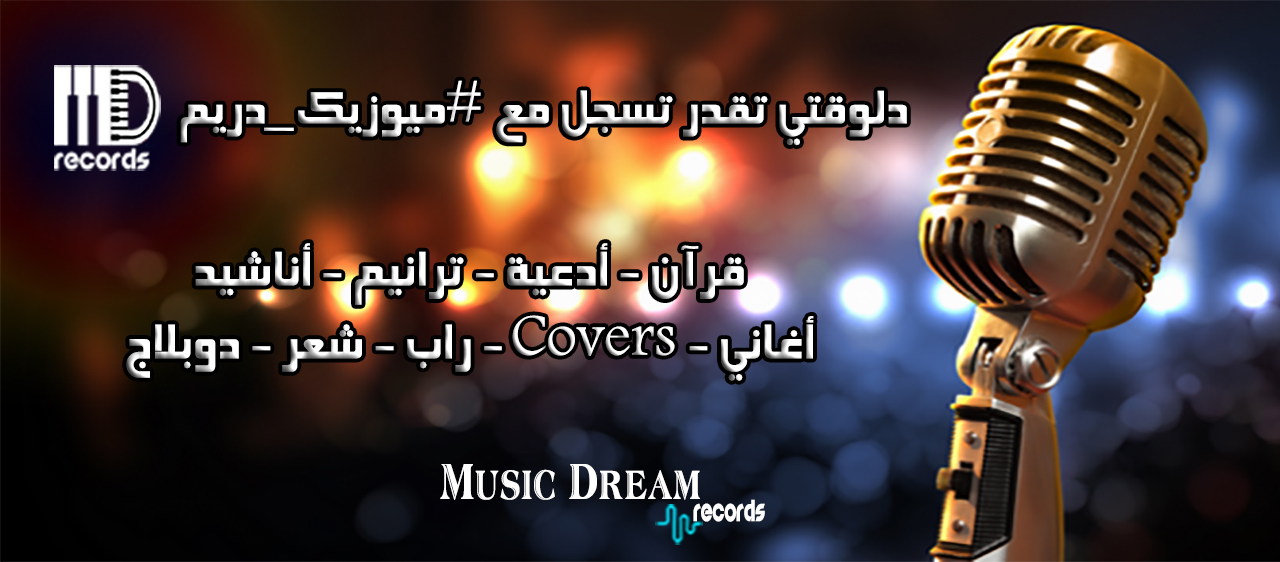 MD
records
دلوقتي تقدر تسجل مع #ميوزيك_دريم
قرآن - أدعية - ترانيم - أناشيد
أغاني - Covers - راب - شعر - دوبلاج
MUSIC DREAM
records